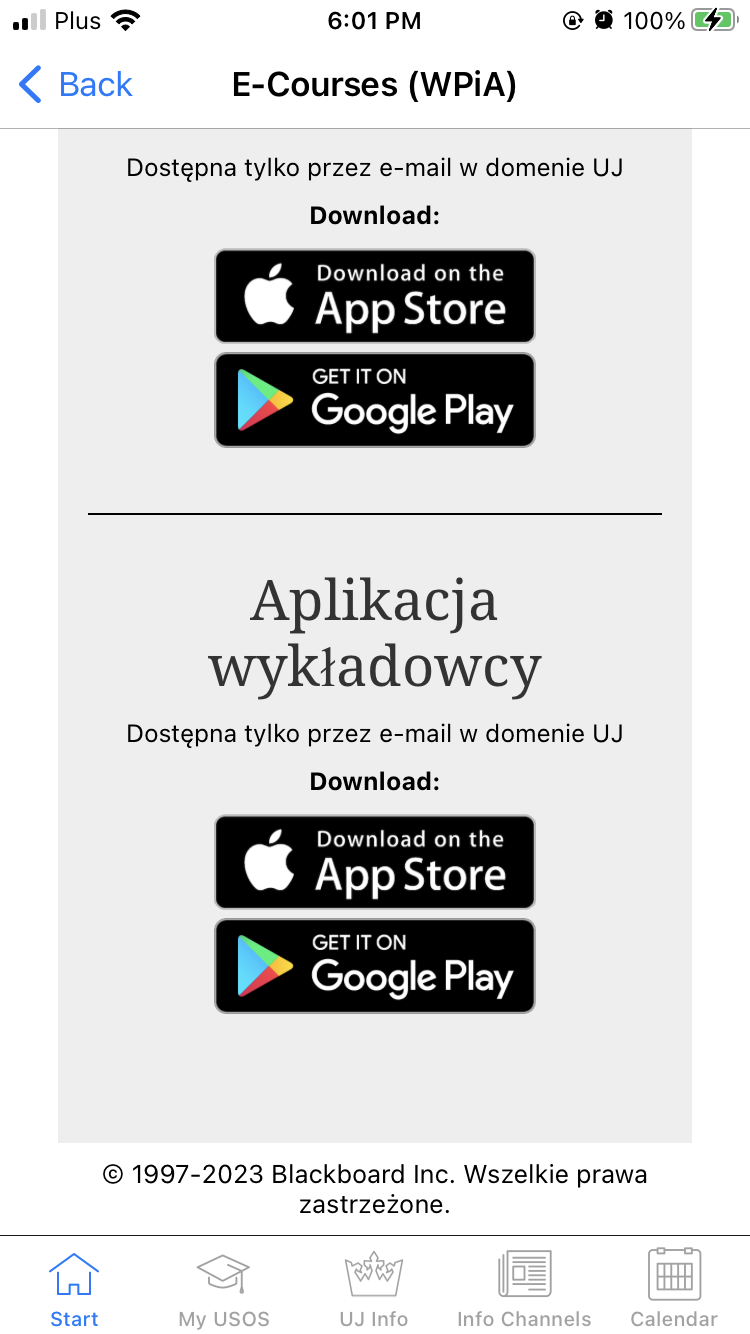 Plus 6:01 PM 100%
Back E-Courses (WPiA)
Dostępna tylko przez e-mail w domenie UJ
Download:
Download on the
App Store
GET IT ON
Google Play
Aplikacja
wykładowcy
Dostępna tylko przez e-mail w domenie UJ
Download:
Download on the
App Store
GET IT ON
Google Play
© 1997-2023 Blackboard Inc. Wszelkie prawa
zastrzeżone.
Start My USOS UJ Info Info Channels Calendar